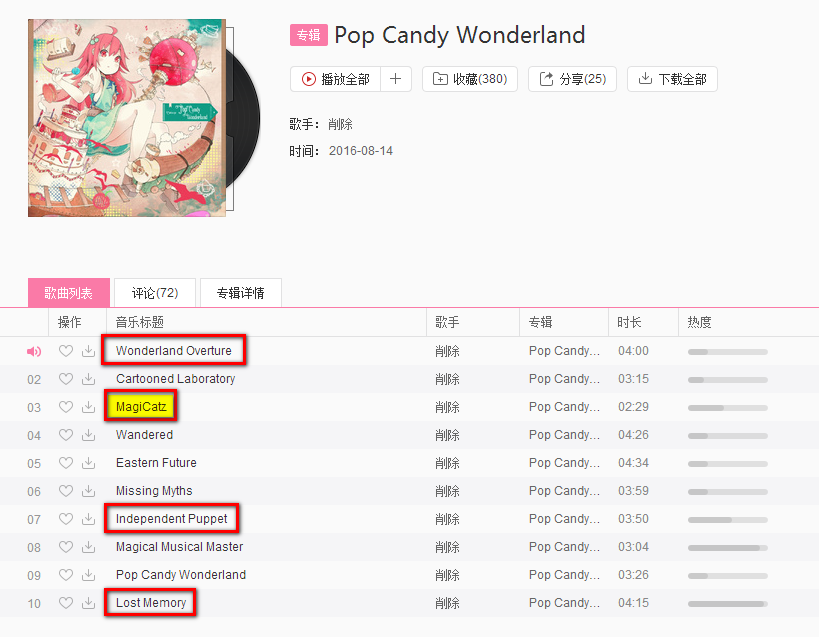 专辑 Pop Candy Wonderland
播放全部 收藏(380) 分享(25) 下载全部
歌手： 削除
时间： 2016-08-14
Pop Candy
Wonderland
歌曲列表 评论(72) 专辑详情
操作 音乐标题 歌手 专辑 时长 热度
Wonderland Overture 削除 Pop Candy... 04:00
02 Cartooned Laboratory 削除 Pop Candy... 03:15
03 MagiCatz 削除 Pop Candy... 02:29
04 Wandered 削除 Pop Candy... 04:26
05 Eastern Future 削除 Pop Candy... 04:34
06 Missing Myths 削除 Pop Candy... 03:59
07 Independent Puppet 削除 Pop Candy... 03:50
08 Magical Musical Master 削除 Pop Candy... 03:04
09 Pop Candy Wonderland 削除 Pop Candy... 03:26
10 Lost Memory 削除 Pop Candy... 04:15